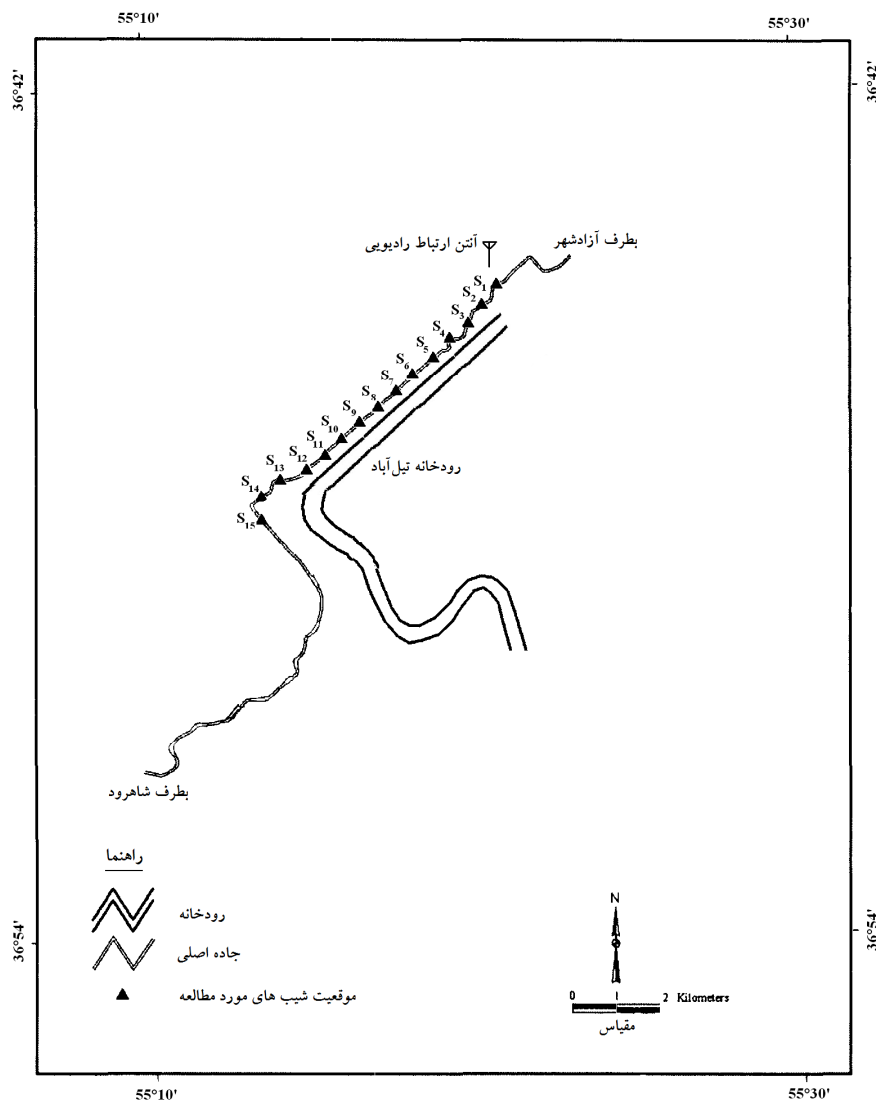 55°10'
55°30'
36°42'
36°42'
آنتن ارتباط رادیویی
بطرف آزادشهر
S1
S2
S3
S4
S5
S6
S7
S8
S9
S10
S11
S12
S13
S14
S15
رودخانه تیل‌آباد
بطرف شاهرود
راهنما
رودخانه
جاده اصلی
موقعیت شیب های مورد مطالعه
N
0 1 2 Kilometers
مقیاس
36°54'
36°54'
55°10'
55°30'